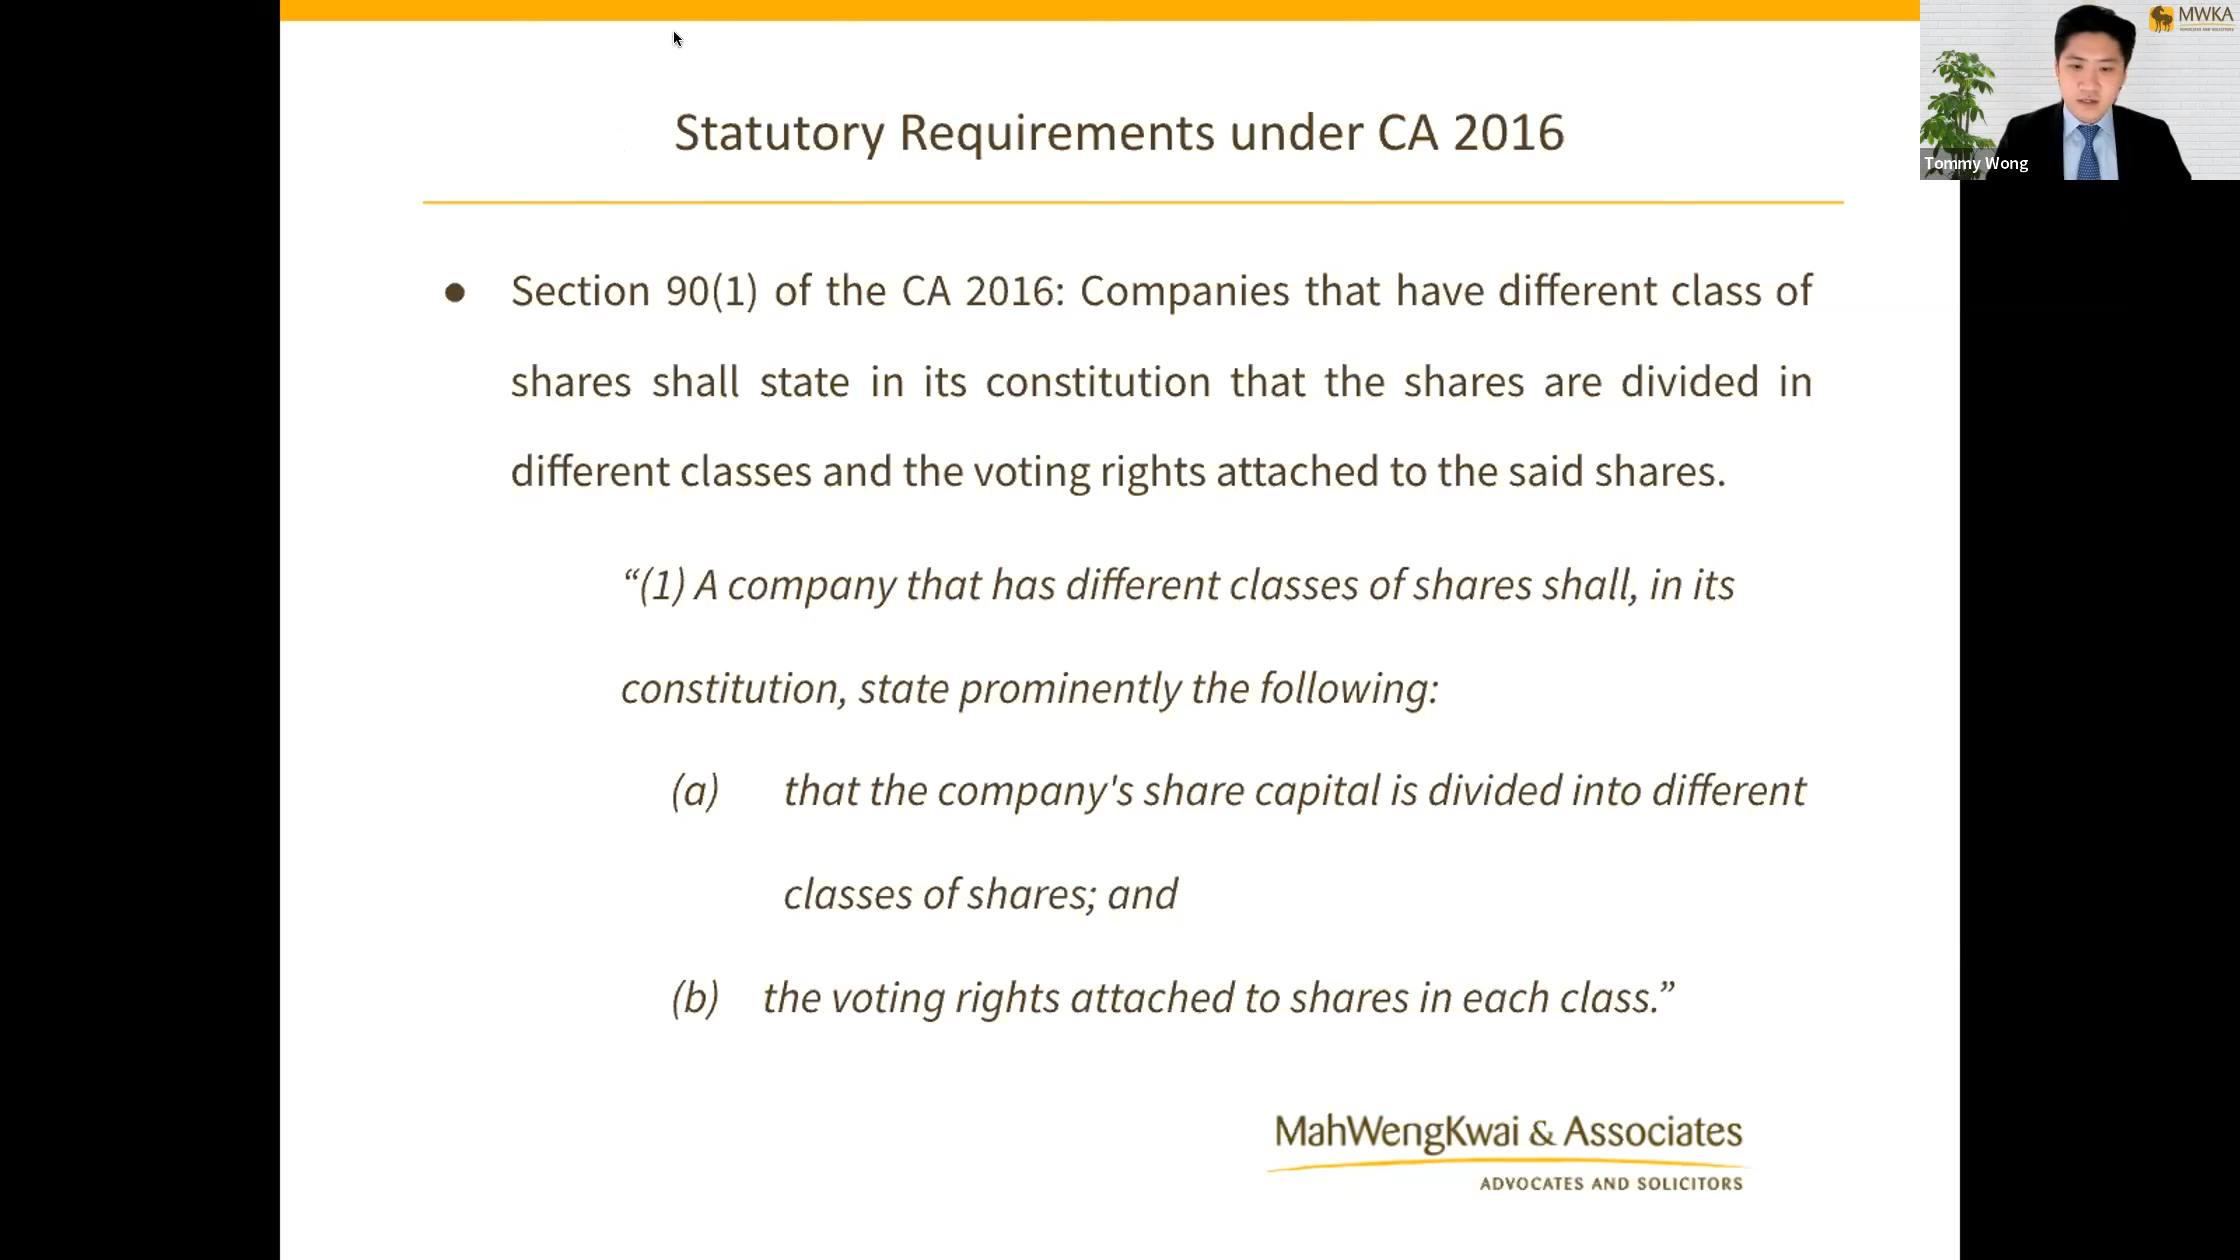 MWKA
Tommy Wong
Statutory Requirements under CA 2016
● Section 90(1) of the CA 2016: Companies that have different class of
shares shall state in its constitution that the shares are divided in
different classes and the voting rights attached to the said shares.
“(1) A company that has different classes of shares shall, in its
constitution, state prominently the following:
(a) that the company's share capital is divided into different
classes of shares; and
(b) the voting rights attached to shares in each class.”
MahWengKwai & Associates
ADVOCATES AND SOLICITORS